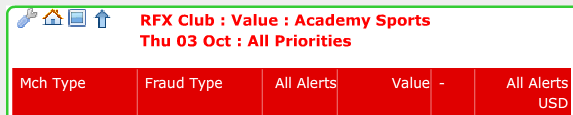 RFX Club : Value : Academy Sports
Thu 03 Oct : All Priorities
Mch Type Fraud Type All Alerts Value - All Alerts
USD